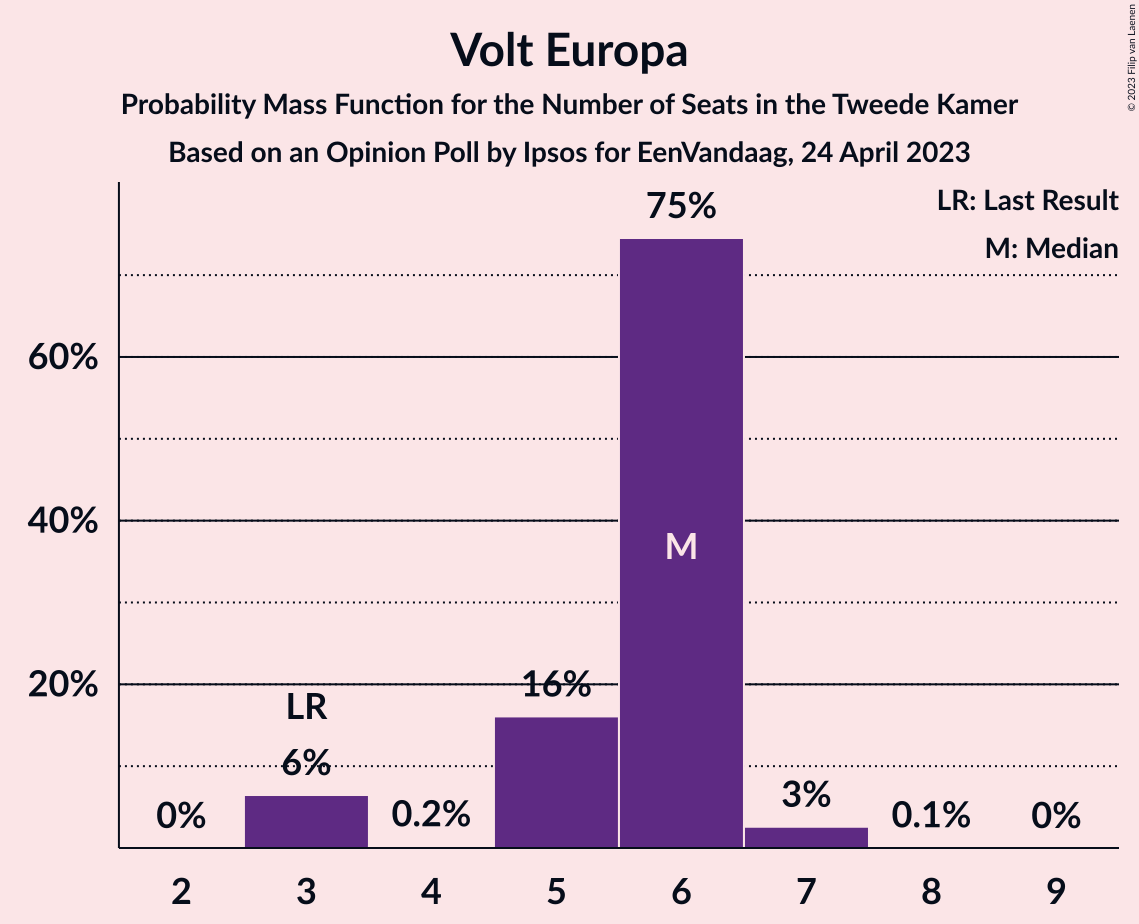 Volt Europa
Probability Mass Function for the Number of Seats in the Tweede Kamer
Based on an Opinion Poll by Ipsos for EenVandaag, 24 April 2023
© 2023 Filip van Laenen
LR: Last Result
M: Median
75%
60%
40%
M
20%
16%
LR
6%
0%
0.2%
3%
0.1%
0%
2 3 4 5 6 7 8 9